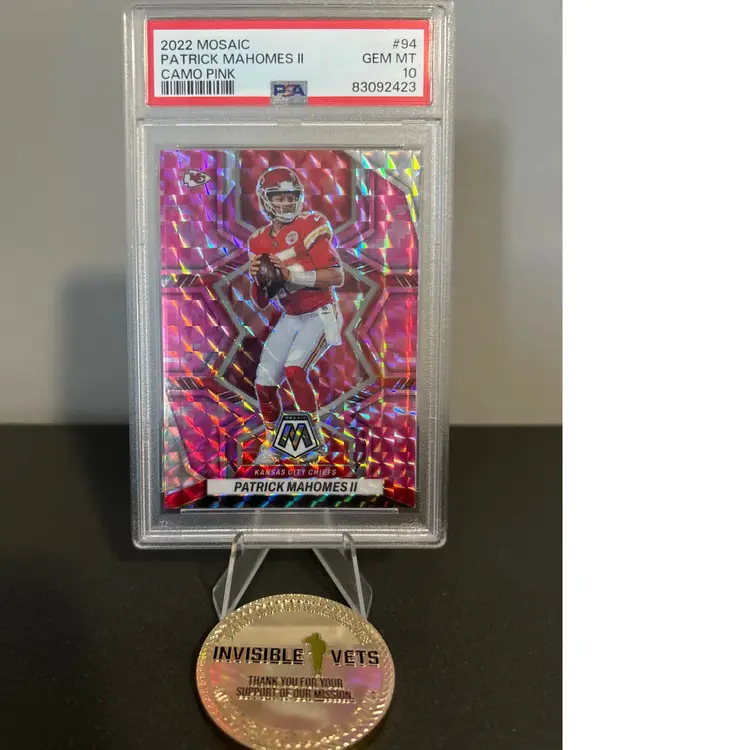 2022 MOSAIC #94
PATRICK MAHOMES II GEM MT
CAMO PINK 10
PSA 83092423
MOSAIC
KANSAS CITY CHIEFS
PATRICK MAHOMES II
INVISIBLE VETS
THANK YOU FOR YOUR
SUPPORT OF OUR MISSION.